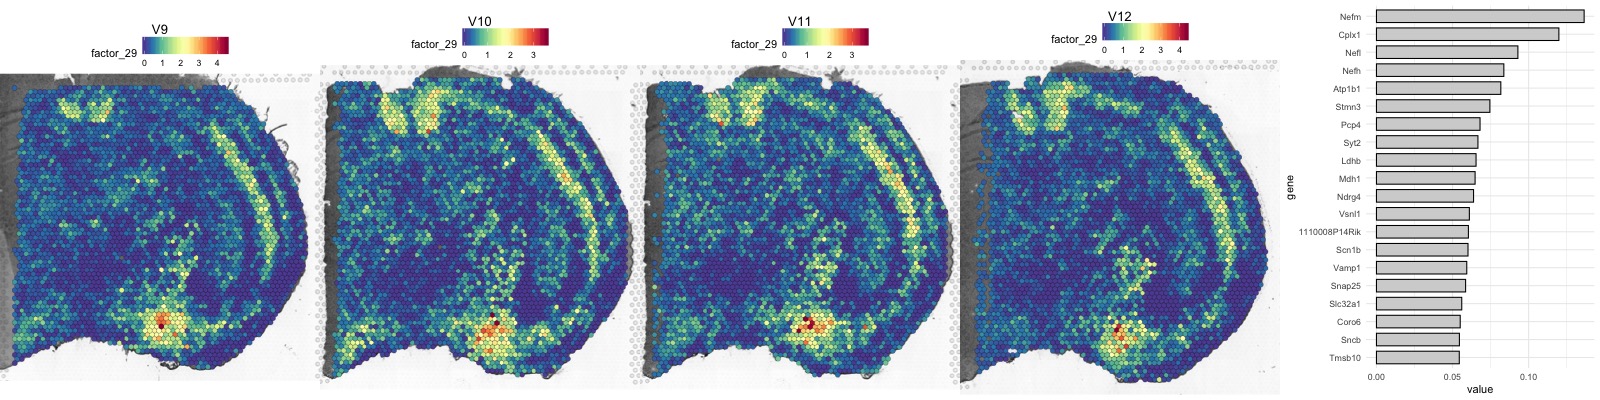 V9
factor_29
0 1 2 3 4
V10
factor_29
0 1 2 3
V11
factor_29
0 1 2 3
V12
factor_29
0 1 2 3 4
gene
Nefm
Cplx1
Nefl
Nefh
Atp1b1
Stmn3
Pcp4
Syt2
Ldhb
Mdh1
Ndrg4
Vsnl1
1110008P14Rik
Scn1b
Vamp1
Snap25
Slc32a1
Coro6
Sncb
Tmsb10
0.00 0.05 0.10
value